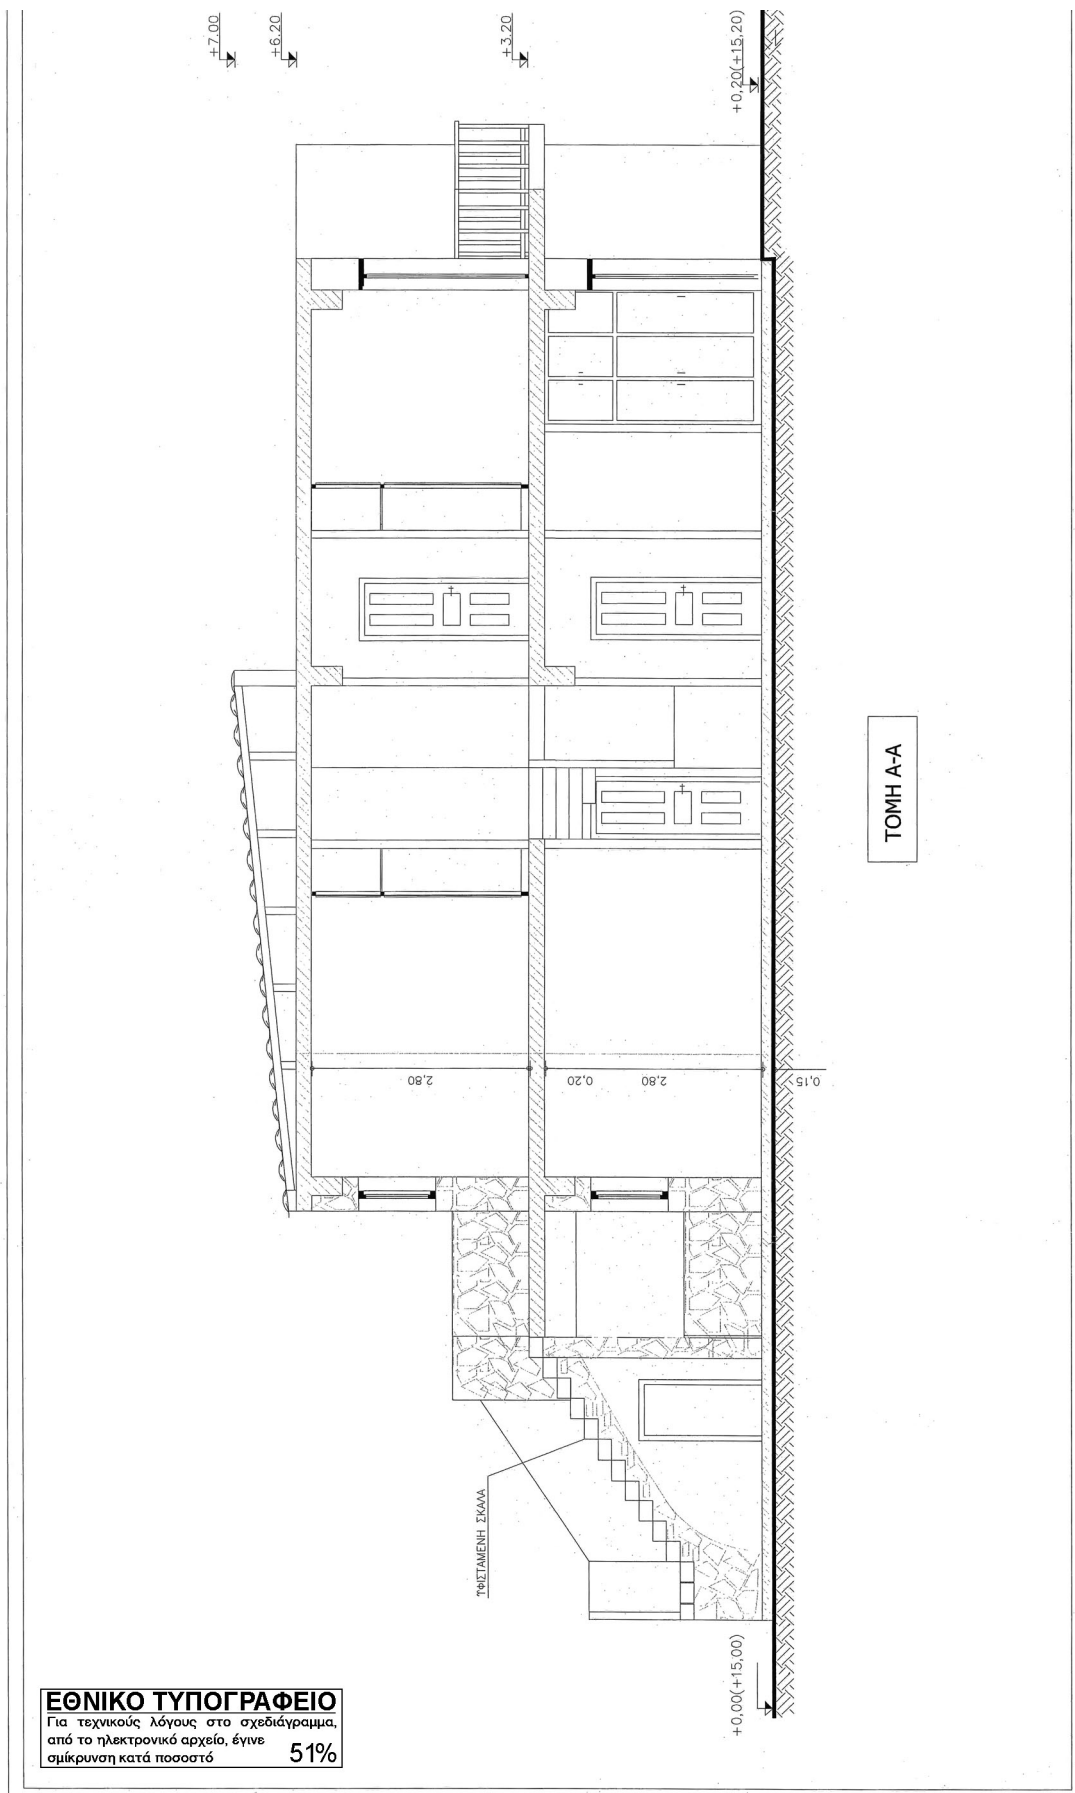 +7.00
+6.20
+3.20
+0,20(+15,20)
ΤΟΜΗ Α-Α
2,80
0,20
2,80
0,15
ΥΦΙΣΤΑΜΕΝΗ ΣΚΑΛΑ
+0,00(+15,00)
ΕΘΝΙΚΟ ΤΥΠΟΓΡΑΦΕΙΟ
Για τεχνικούς λόγους στο σχεδιάγραμμα,
από το ηλεκτρονικό αρχείο, έγινε
σμίκρυνση κατά ποσοστό 51%